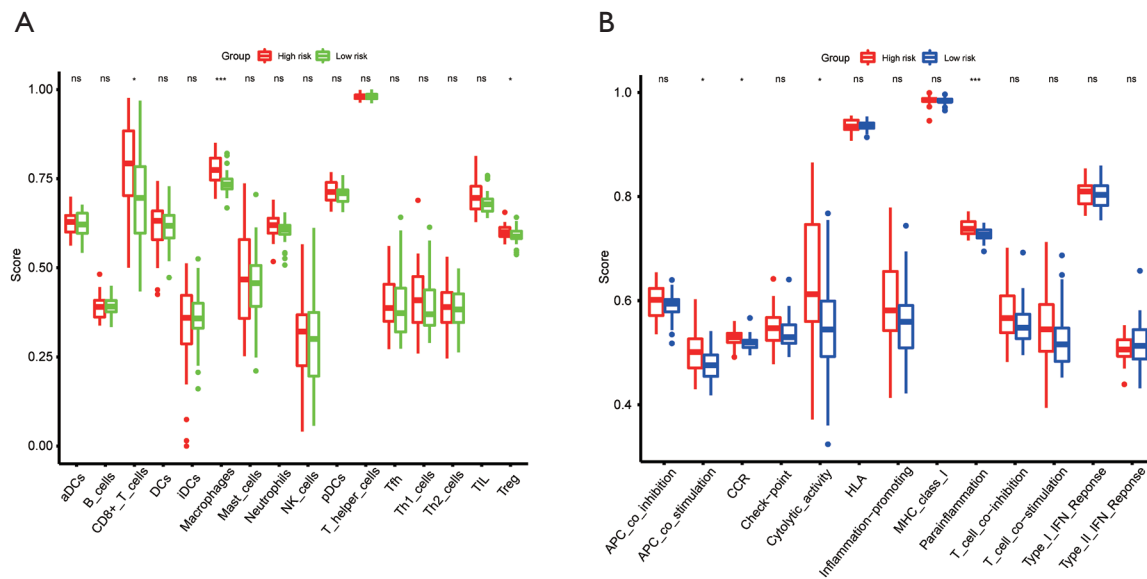 A
Group High risk Low risk
ns ns * ns ns *** ns ns ns ns ns ns ns ns ns *
1.00
0.75
0.50
0.25
0.00
Score
aDCs
B_cells
CD8+_T_cells
DCs
iDCs
Macrophages
Mast_cells
Neutrophils
NK_cells
pDCs
T_helper_cells
Tfh
Th1_cells
Th2_cells
TIL
Treg
B
Group High risk Low risk
ns * * ns * ns ns ns *** ns ns ns ns
1.0
0.8
0.6
0.4
Score
APC_co_inhibition
APC_co_stimulation
CCR
Check-point
Cytolytic_activity
HLA
Inflammation-promoting
MHC_class_I
Parainflammation
T_cell_co-inhibition
T_cell_co-stimulation
Type_I_IFN_Reponse
Type_II_IFN_Reponse